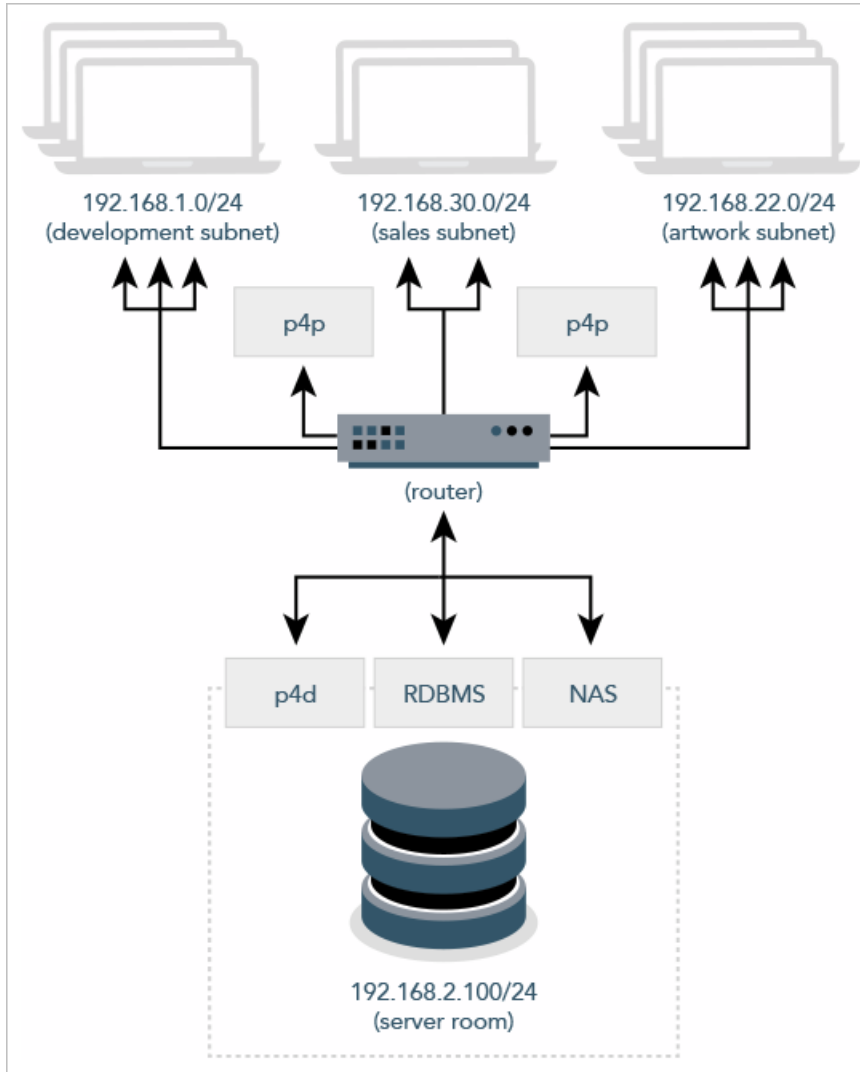 192.168.1.0/24
(development subnet)
192.168.30.0/24
(sales subnet)
192.168.22.0/24
(artwork subnet)
p4p
p4p
(router)
p4d
RDBMS
NAS
192.168.2.100/24
(server room)